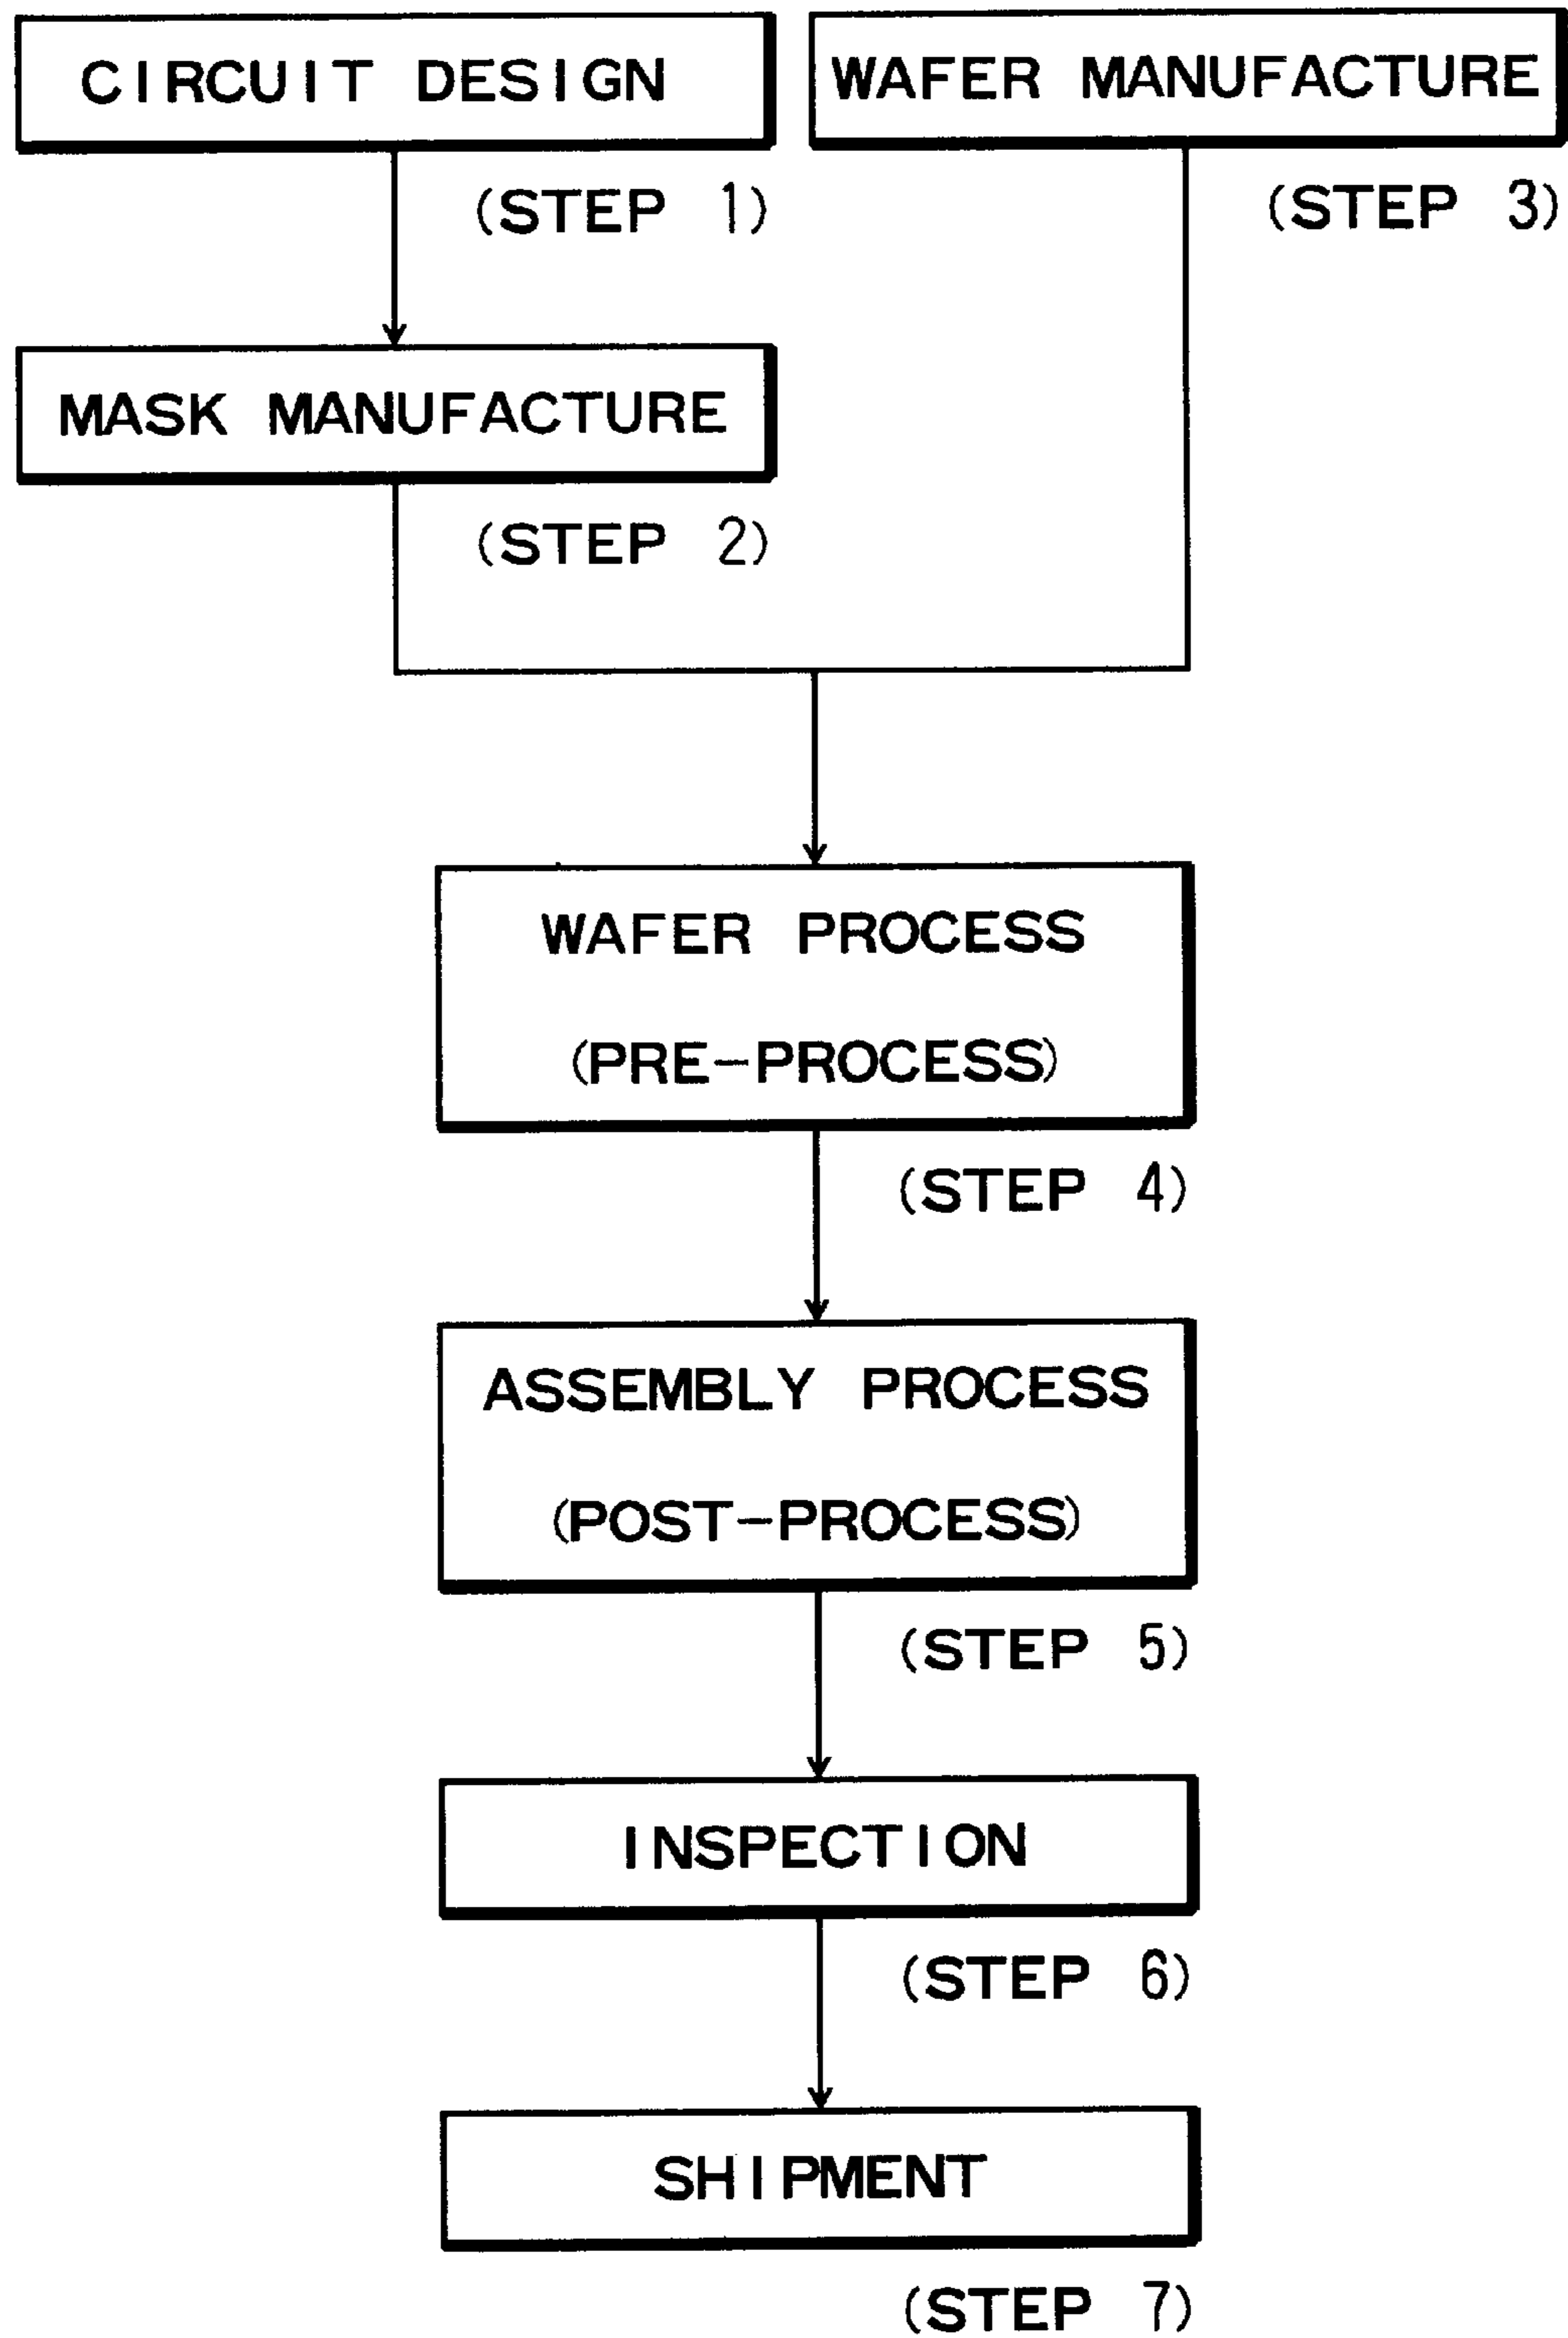 CIRCUIT DESIGN
(STEP 1)
WAFER MANUFACTURE
(STEP 3)
MASK MANUFACTURE
(STEP 2)
WAFER PROCESS
(PRE-PROCESS)
(STEP 4)
ASSEMBLY PROCESS
(POST-PROCESS)
(STEP 5)
INSPECTION
(STEP 6)
SHIPMENT
(STEP 7)